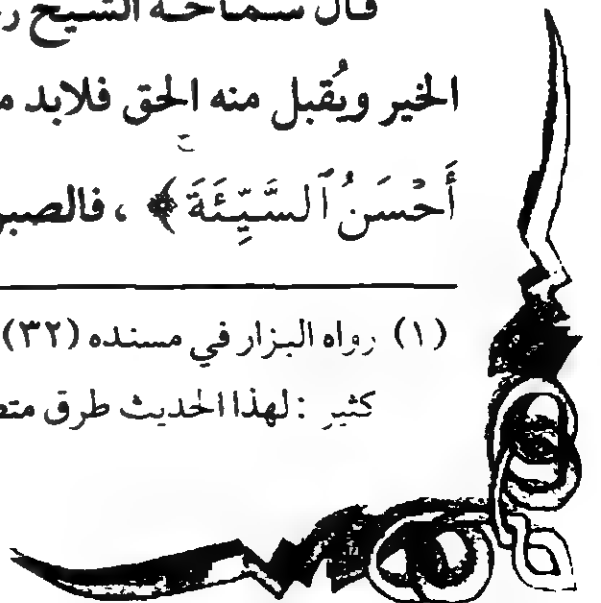 قال سماحة الشيخ
الخير ويُقبل منه الحق فلابد
أَحْسَنُ ٱلسَّيِّئَةَ ﴾ ، فالصبر
(١) رواه البزار في مسنده (٣٢)
كثير : لهذا الحديث طرق